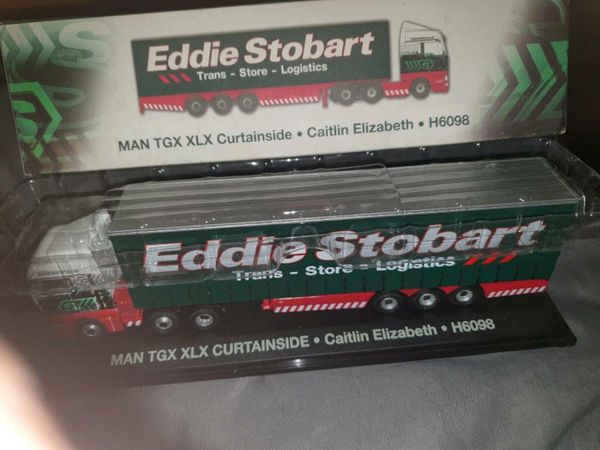 Eddie Stobart
Trans - Store - Logistics
MAN TGX XLX Curtainside • Caitlin Elizabeth • H6098
Eddie Stobart
Trans - Store - Logistics
MAN TGX XLX CURTAINSIDE • Caitlin Elizabeth • H6098